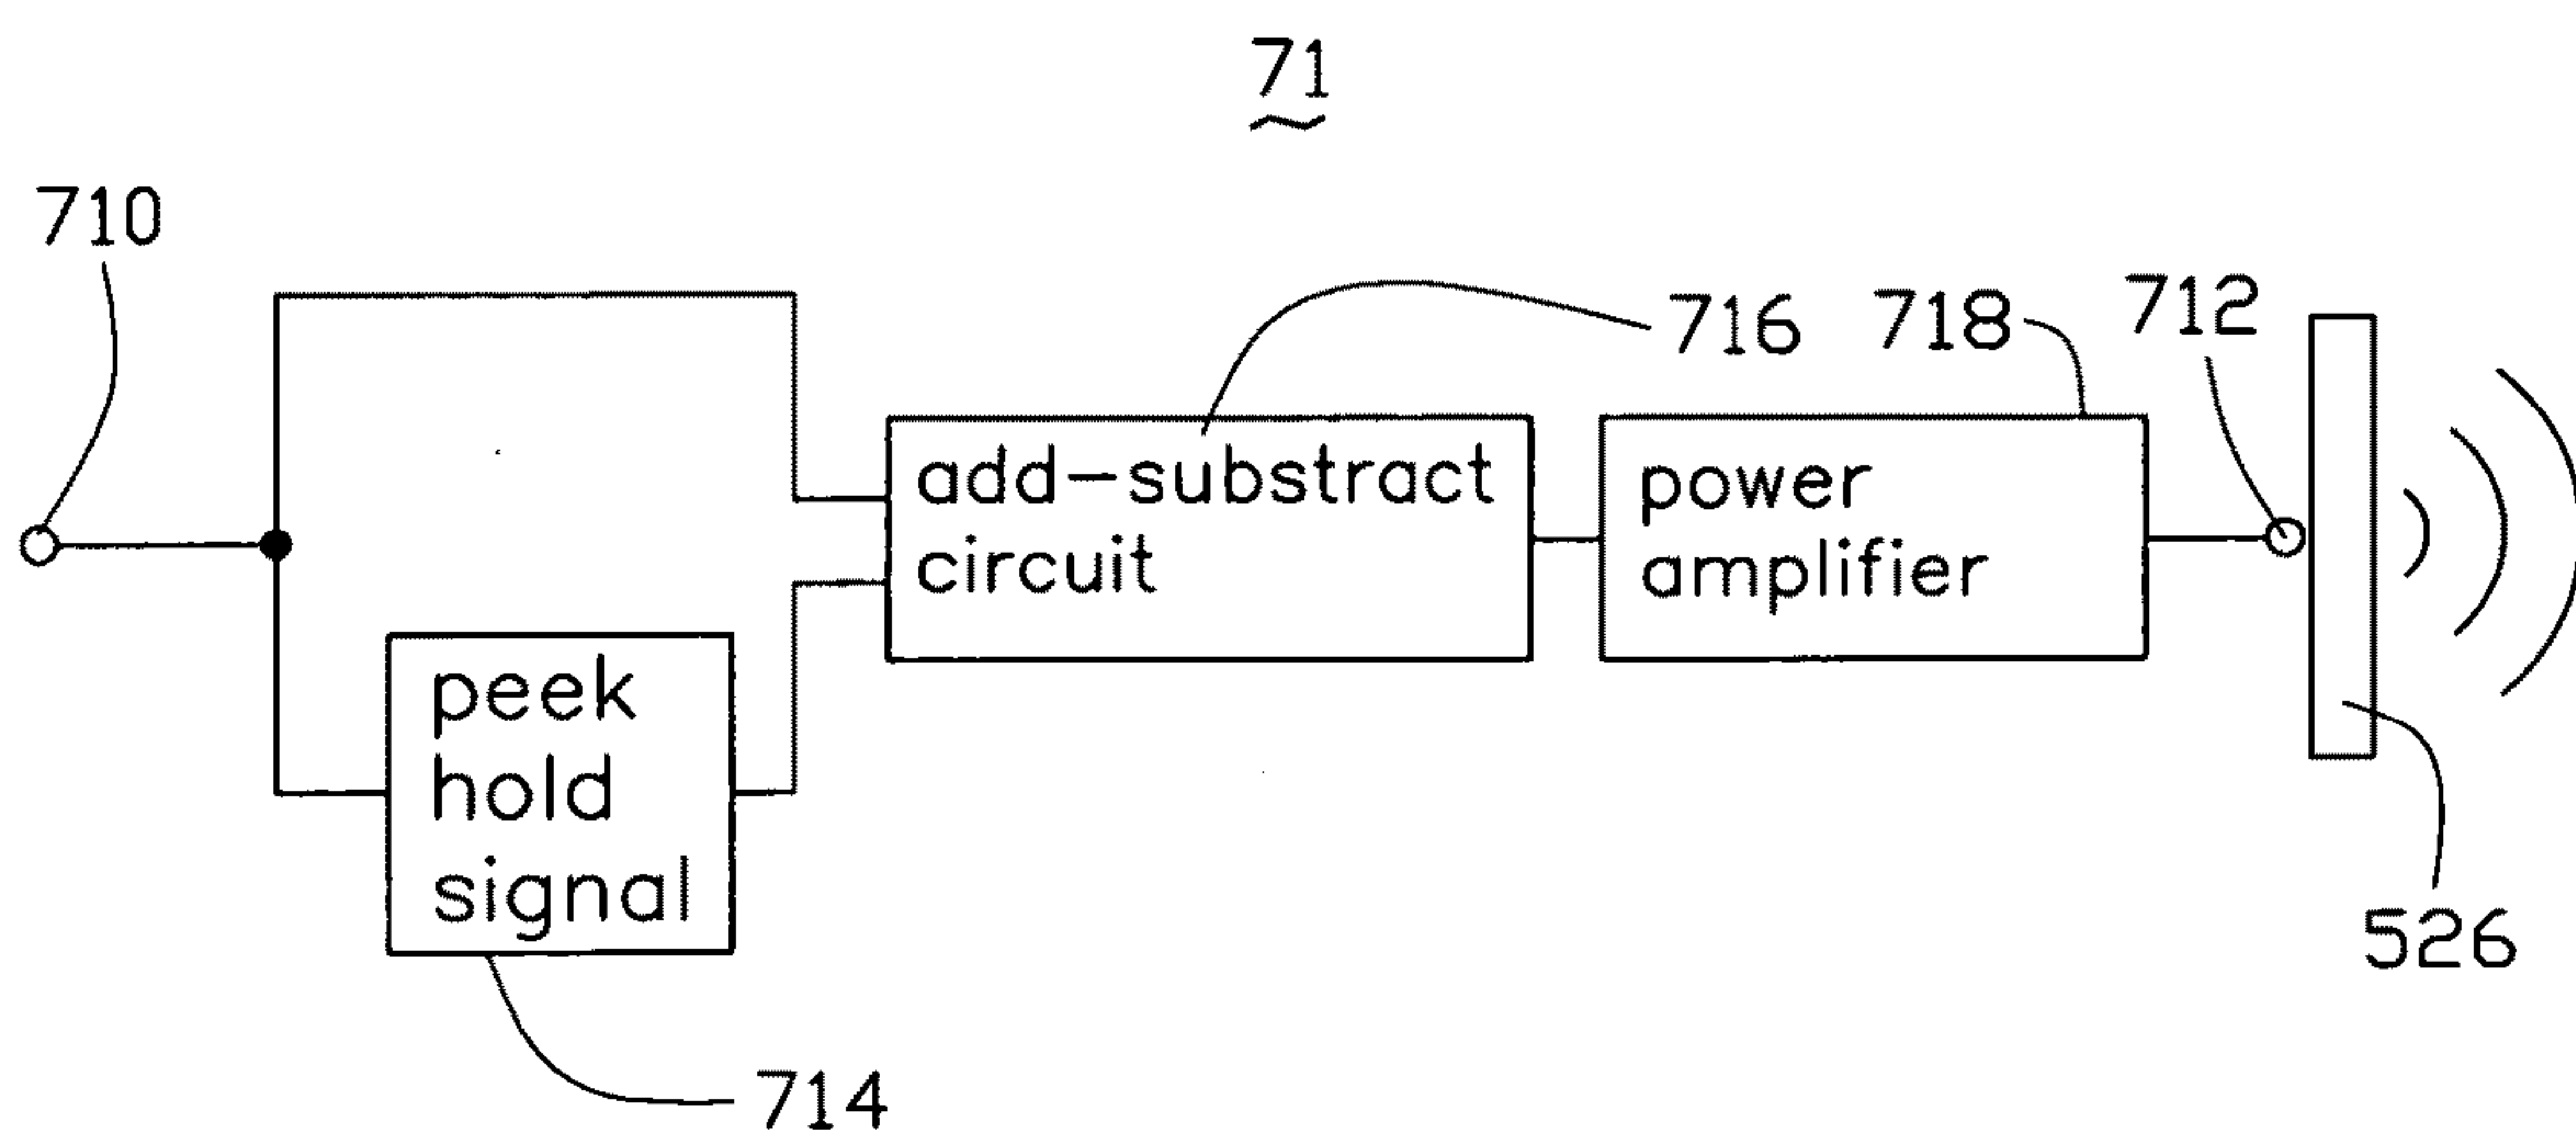 71
710
716
718
712
add-substract
circuit
power
amplifier
peek
hold
signal
526
714